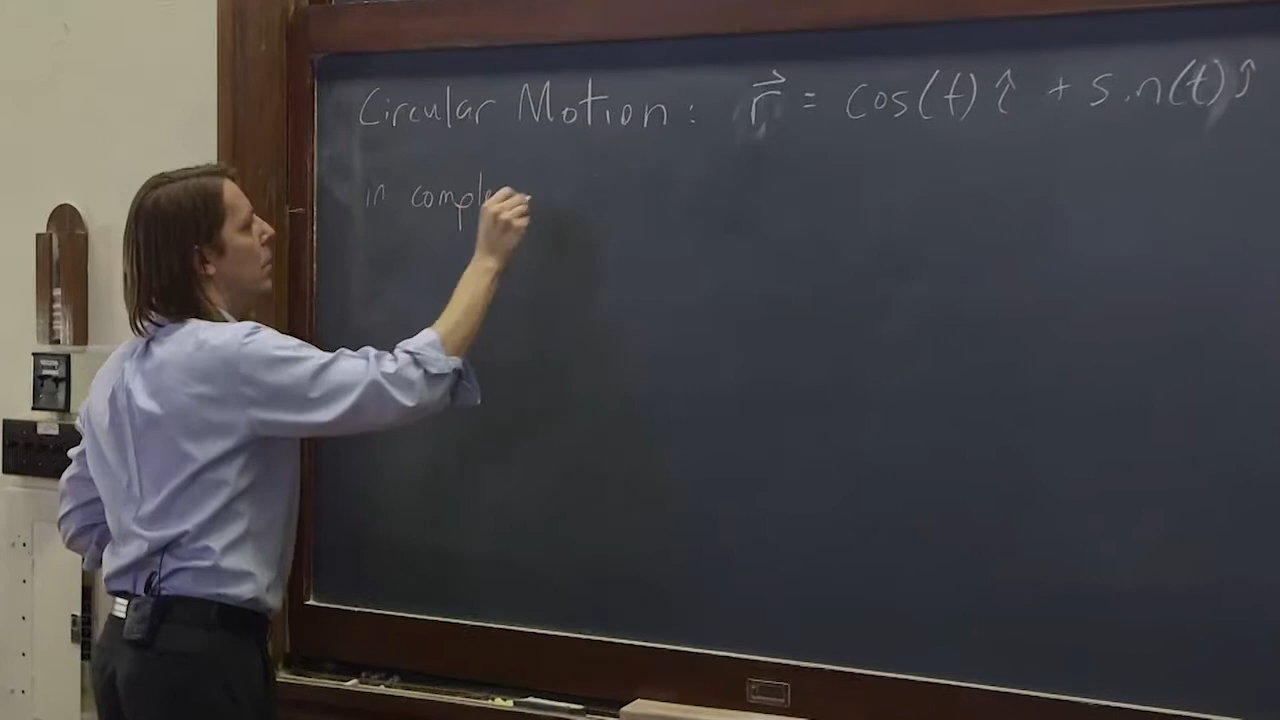 Circular Motion: r⃗ = cos(t) î + sin(t) ĵ
in comple